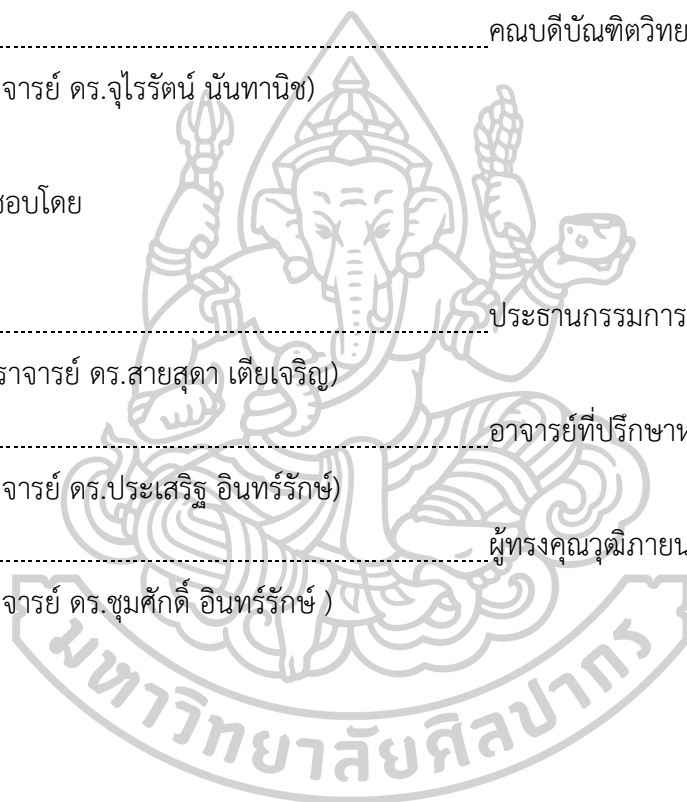 คณบดีบัณฑิตวิทย
จารย์ ดร.จุไรรัตน์ นันทานิช)
ชอบโดย
ประธานกรรมการ
ราจารย์ ดร.สายสุดา เตียเจริญ)
อาจารย์ที่ปรึกษาห
จารย์ ดร.ประเสริฐ อินทร์รักษ์)
ผู้ทรงคุณวุฒิภายน
จารย์ ดร.ชุมศักดิ์ อินทร์รักษ์ )
มหาวิทยาลัยศิลปากร